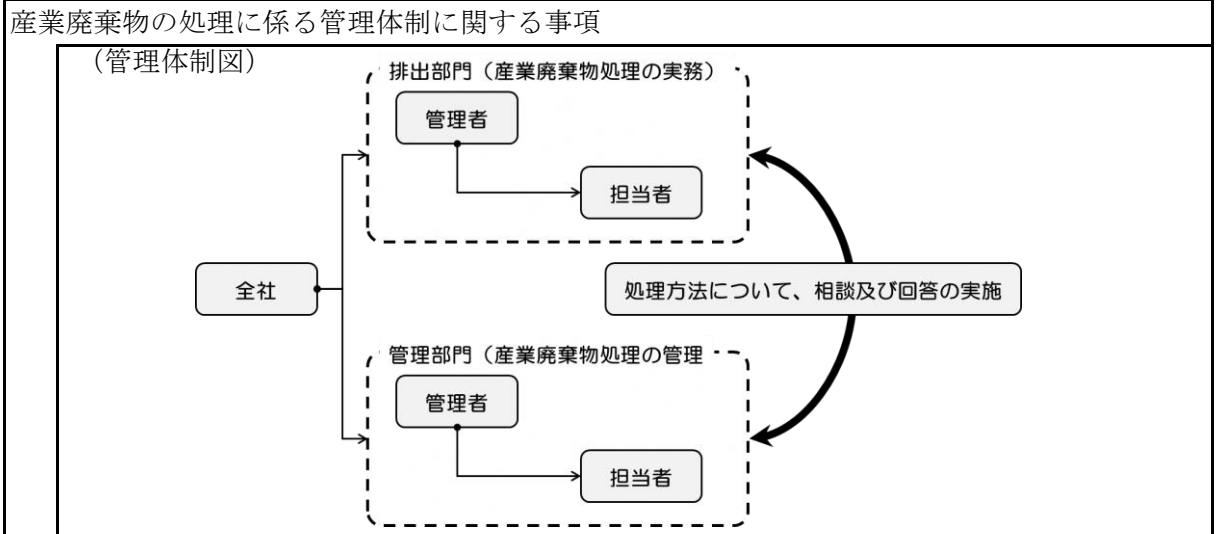 産業廃棄物の処理に係る管理体制に関する事項
（管理体制図）
排出部門（産業廃棄物処理の実務）
管理者
担当者
全社
処理方法について、相談及び回答の実施
管理部門（産業廃棄物処理の管理
管理者
担当者